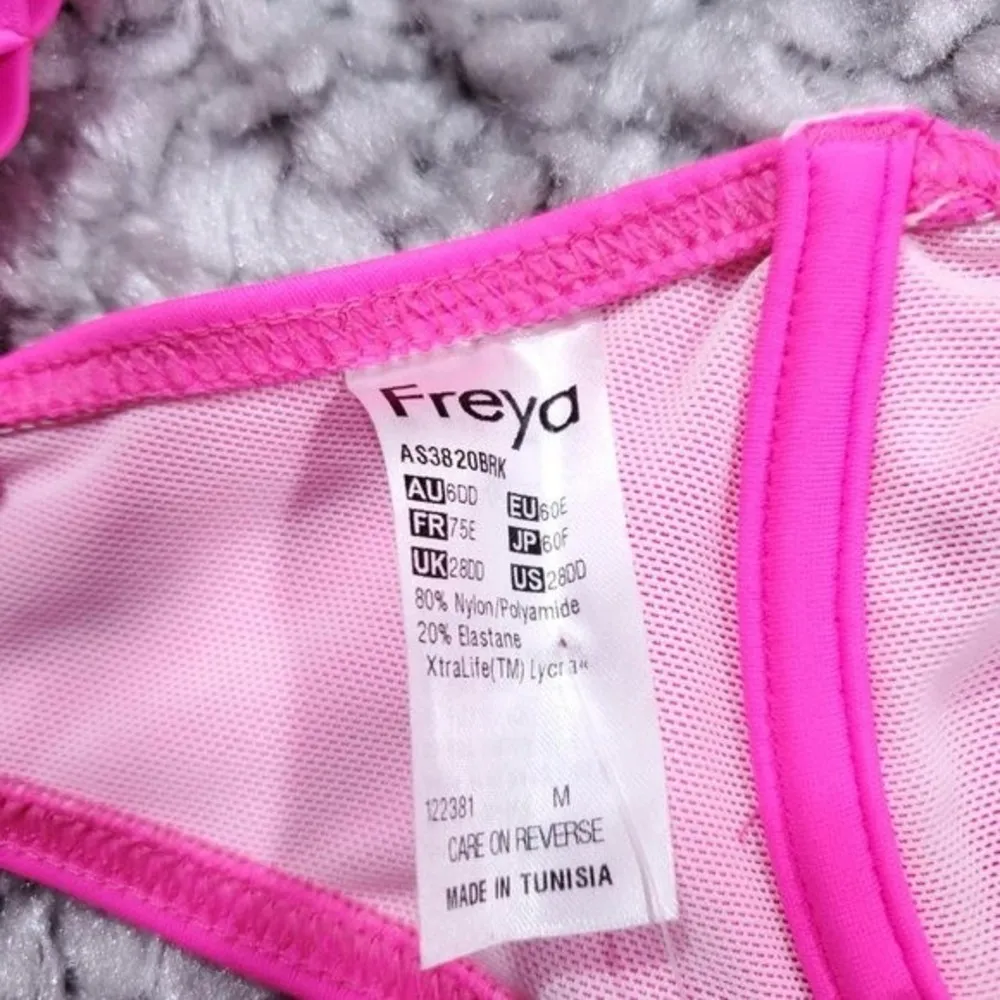 Freya
AS3820BRK
AU 6DD EU 60E
FR 75E JP 60F
UK 28DD US 28DD
80% Nylon/Polyamide
20% Elastane
XtraLife(TM) Lycra«
122381 M
CARE ON REVERSE
MADE IN TUNISIA